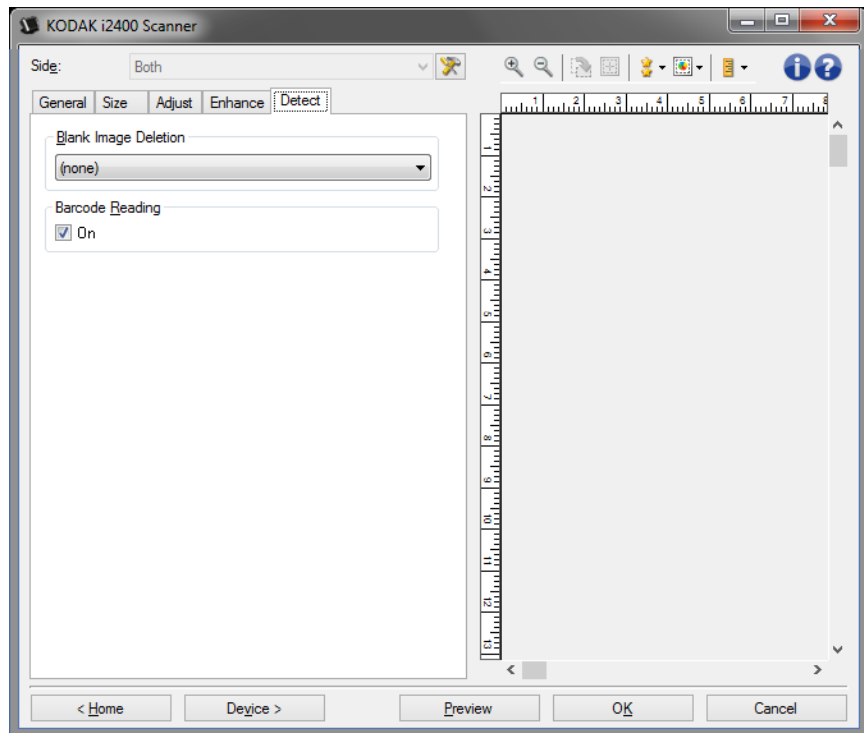 KODAK i2400 Scanner
Side: Both
General Size Adjust Enhance Detect
Blank Image Deletion
(none)
Barcode Reading
On
1 2 3 4 5 6 7 8
1
2
3
4
5
6
7
8
9
10
11
12
13
< Home Device > Preview OK Cancel